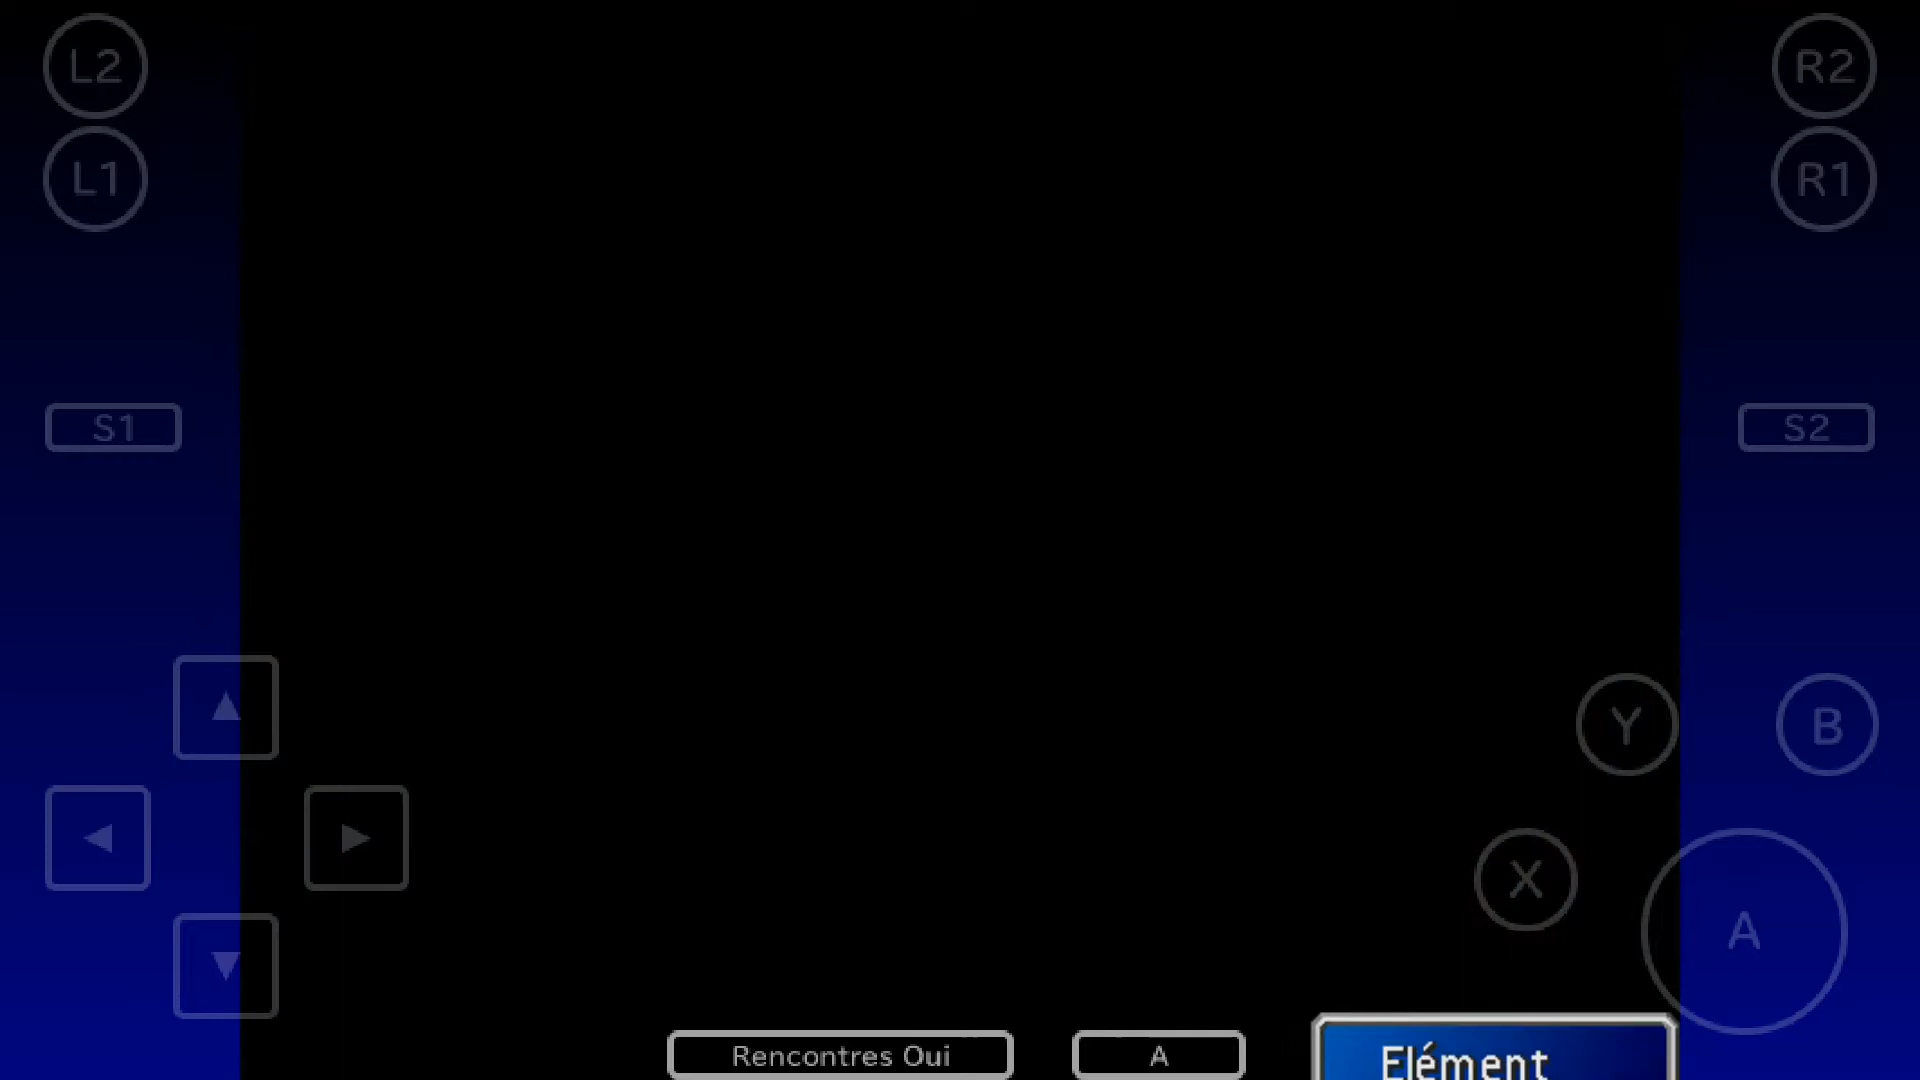 L2
R2
L1
R1
S1
S2
Y
B
X
A
Rencontres Oui
A
Elément